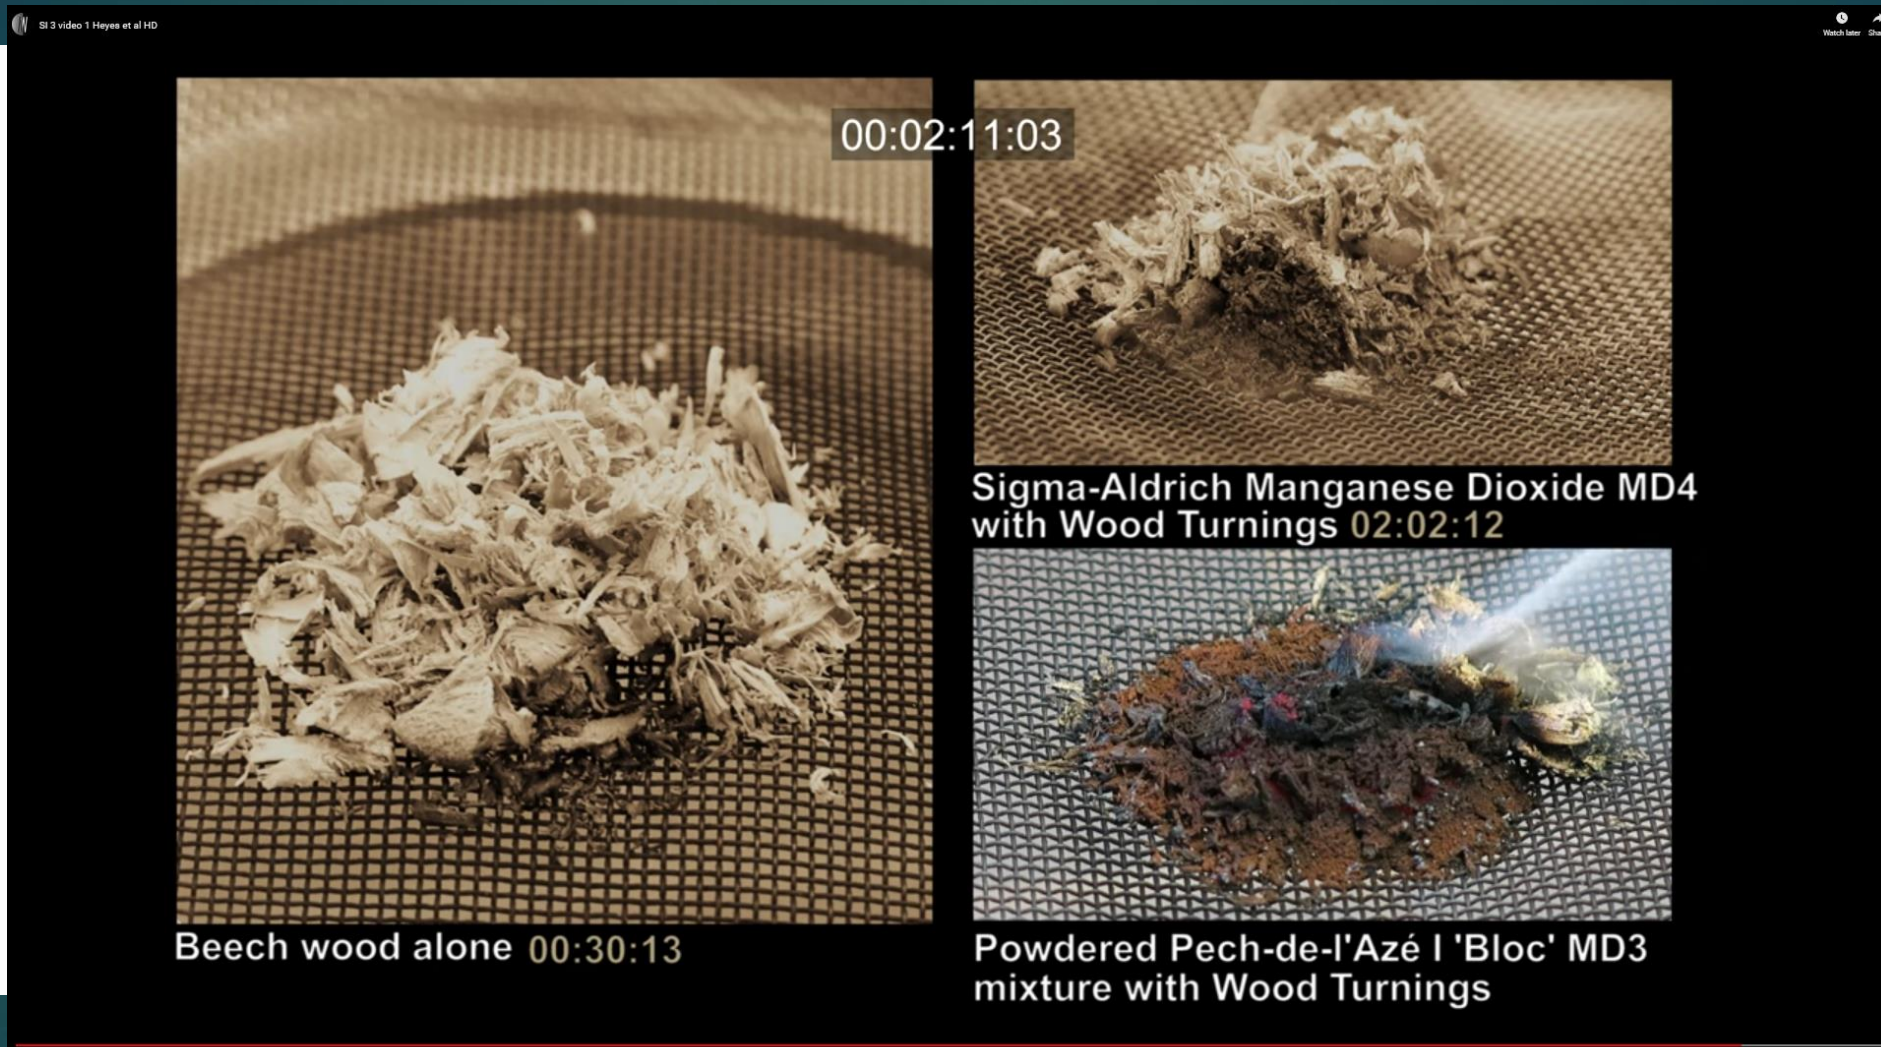 SI 3 video 1 Heyes et al HD
Watch later
00:02:11:03
Beech wood alone 00:30:13
Sigma-Aldrich Manganese Dioxide MD4
with Wood Turnings 02:02:12
Powdered Pech-de-l'Azé I 'Bloc' MD3
mixture with Wood Turnings